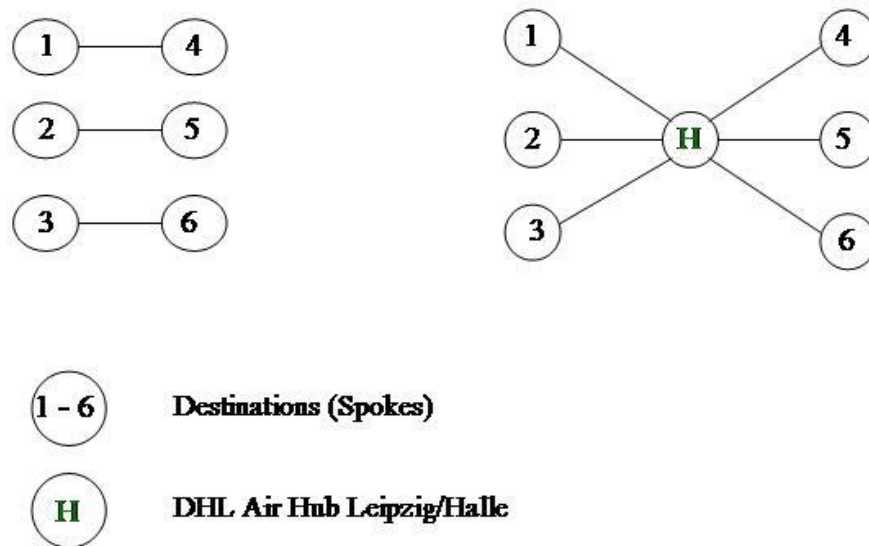 1 4
2 5
3 6
1 4
2 H 5
3 6
1 - 6 Destinations (Spokes)
H DHL Air Hub Leipzig/Halle